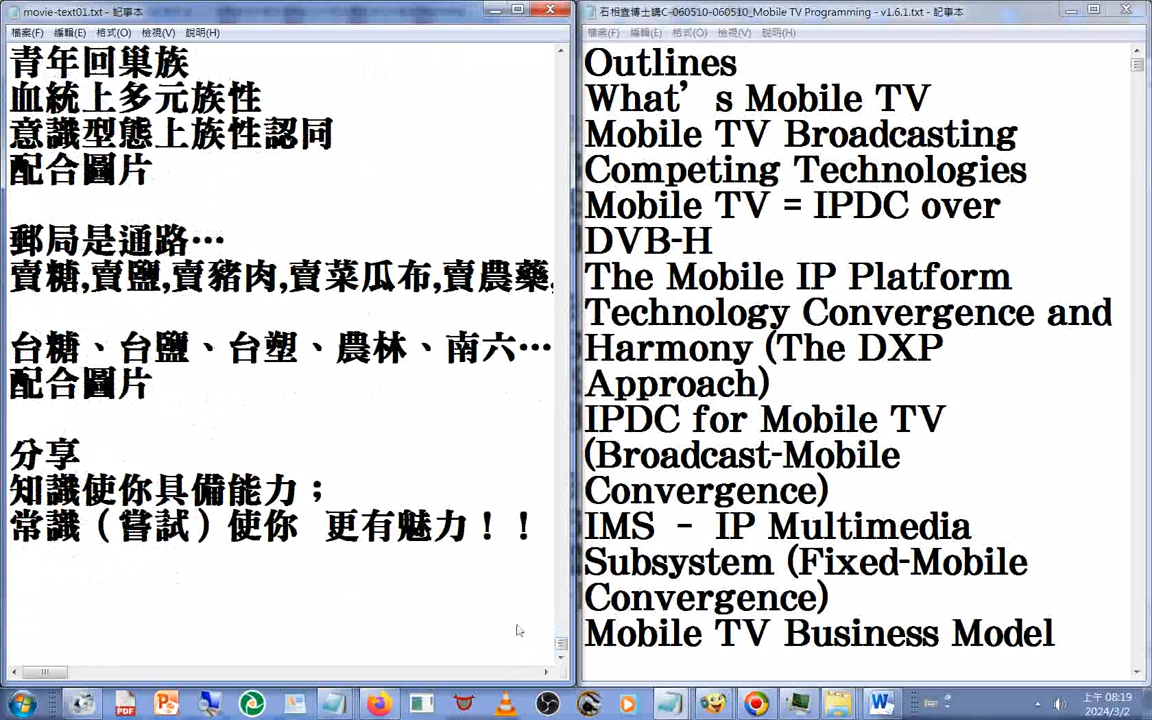 movie-text01.txt - 記事本
檔案(F) 編輯(E) 格式(O) 檢視(V) 說明(H)
青年回巢族
血統上多元族性
意識型態上族性認同
配合圖片
郵局是通路…
賣糖,賣鹽,賣豬肉,賣菜瓜布,賣農藥,
台糖、台鹽、台塑、農林、南六…
配合圖片
分享
知識使你具備能力；
常識（嘗試）使你 更有魅力！！
石相宜博士講C-060510-060510_Mobile TV Programming - v1.6.1.txt - 記事本
檔案(F) 編輯(E) 格式(O) 檢視(V) 說明(H)
Outlines
What’s Mobile TV
Mobile TV Broadcasting
Competing Technologies
Mobile TV = IPDC over
DVB-H
The Mobile IP Platform
Technology Convergence and
Harmony (The DXP
Approach)
IPDC for Mobile TV
(Broadcast-Mobile
Convergence)
IMS – IP Multimedia
Subsystem (Fixed-Mobile
Convergence)
Mobile TV Business Model
上午 08:19
2024/3/2